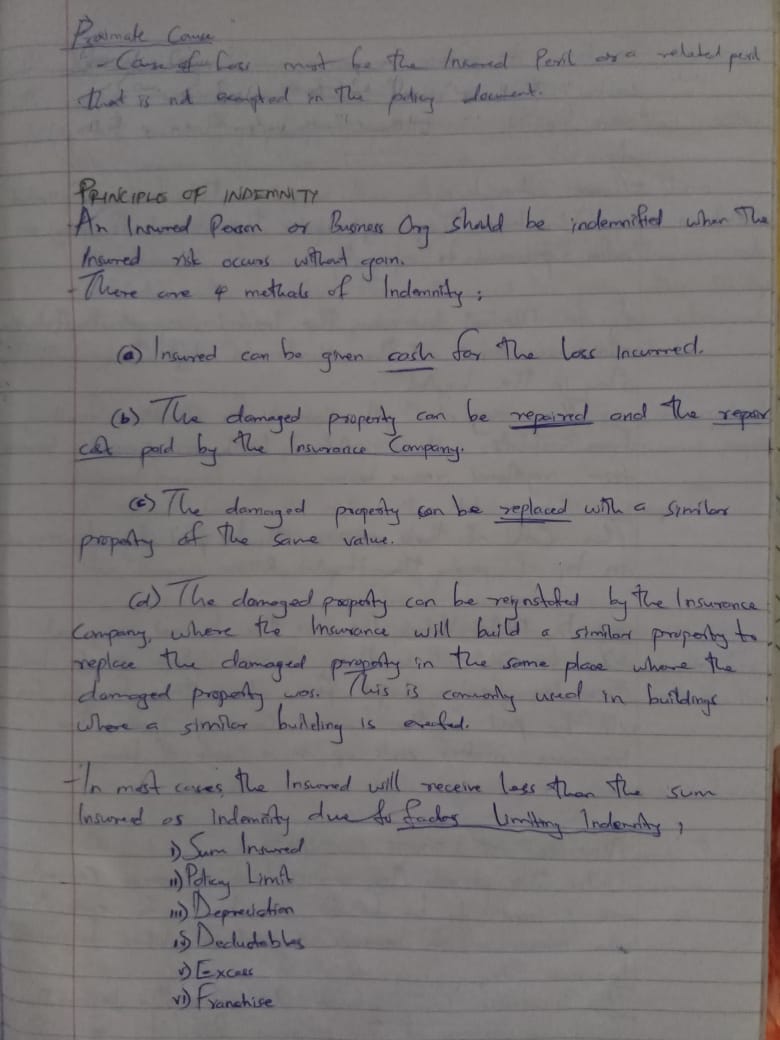 Proximate Cause
- Cause of Loss must be the Insured Peril or a related peril
that is not excepted in the policy document.
PRINCIPLE OF INDEMNITY
An Insured Person or Business Org should be indemnified when the
Insured risk occurs without gain.
- There are 4 methods of Indemnity;
(a) Insured can be given cash for the loss incurred.
(b) The damaged property can be repaired and the repair
cost paid by the Insurance Company.
(c) The damaged property can be replaced with a similar
property of the same value.
(d) The damaged property can be reinstated by the Insurance
Company, where the Insurance will build a similar property to
replace the damaged property in the same place where the
damaged property was. This is commonly used in buildings
where a similar building is erected.
- In most cases, the Insured will receive less than the sum
Insured as indemnity due to factors limiting Indemnity;
i) Sum Insured
ii) Policy Limit
iii) Depreciation
iv) Deductables
v) Excess
vi) Franchise